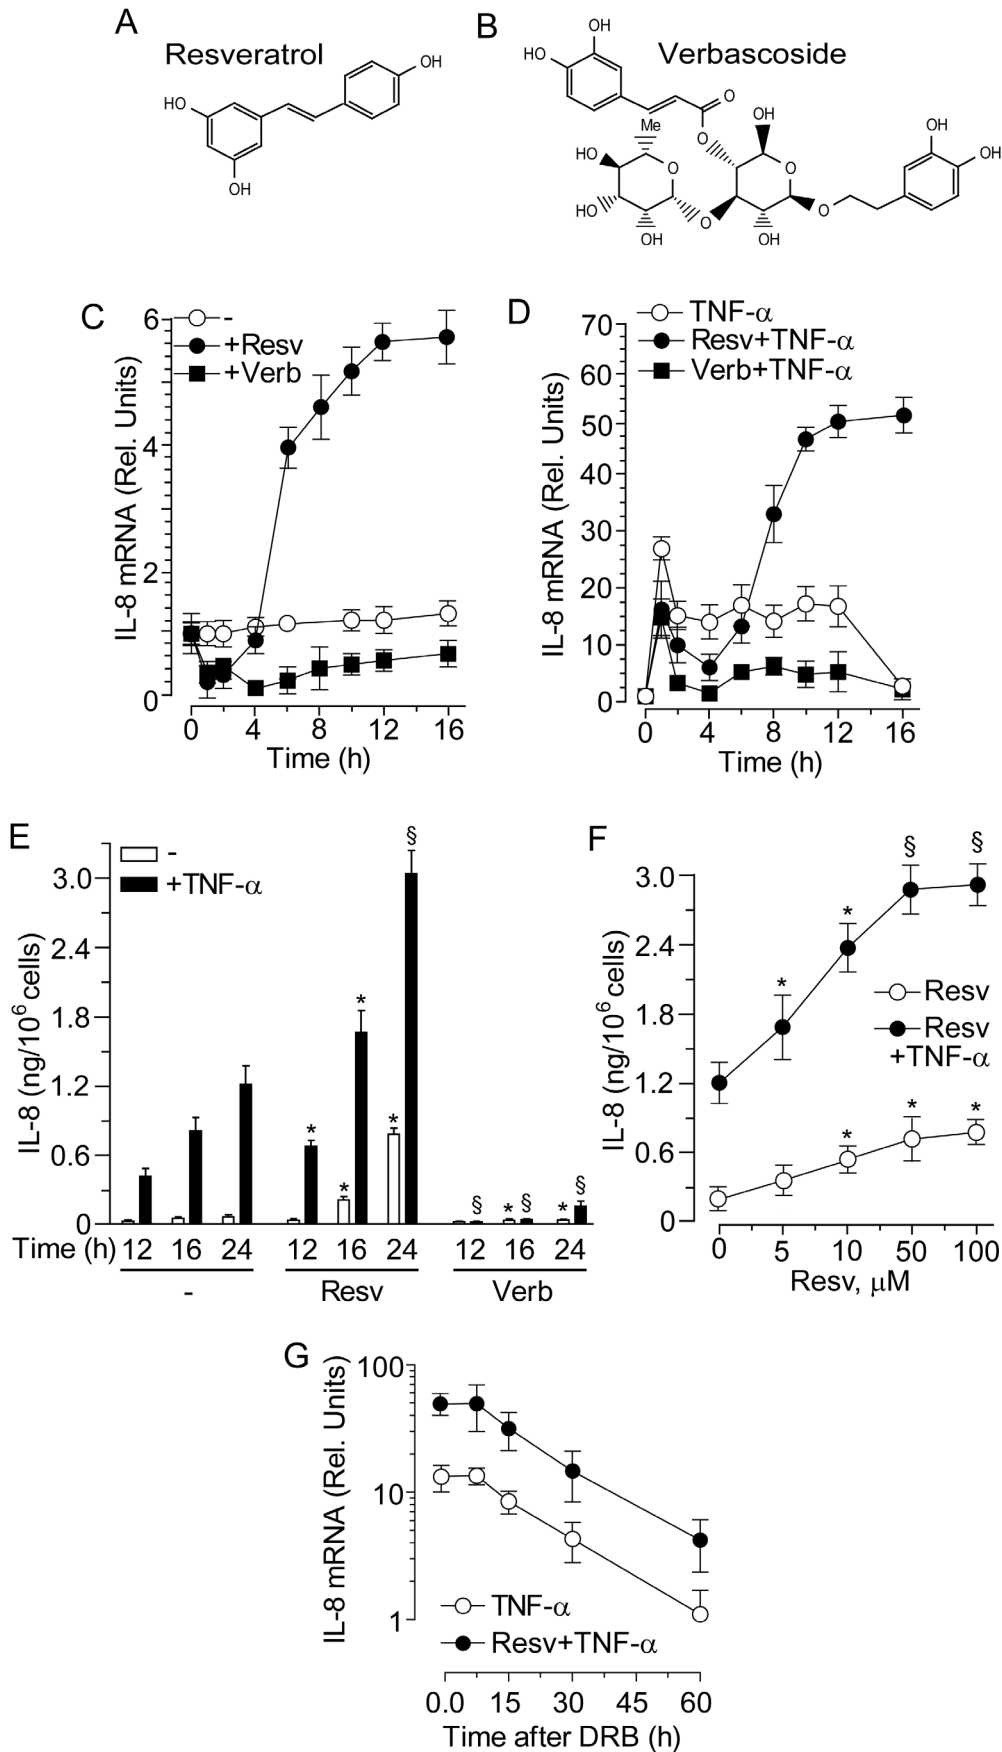 A
Resveratrol
HO
OH
OH
B
Verbascoside
OH
HO
O
O
OH
Me
HO
HO
OH
O
O
O
OH
O
OH
OH
C
-
+Resv
+Verb
IL-8 mRNA (Rel. Units)
6
4
2
0
0 4 8 12 16
Time (h)
D
TNF-α
Resv+TNF-α
Verb+TNF-α
IL-8 mRNA (Rel. Units)
70
60
50
40
30
20
10
0
0 4 8 12 16
Time (h)
E
-
+TNF-α
IL-8 (ng/10⁶ cells)
3.0
2.4
1.8
1.2
0.6
0
* * * * § § * § * §
Time (h) 12 16 24 12 16 24 12 16 24
- Resv Verb
F
IL-8 (ng/10⁶ cells)
3.0
2.4
1.8
1.2
0.6
0
* * § §
* * *
Resv
Resv
+TNF-α
0 5 10 50 100
Resv, μM
G
IL-8 mRNA (Rel. Units)
100
10
1
TNF-α
Resv+TNF-α
0.0 15 30 45 60
Time after DRB (h)